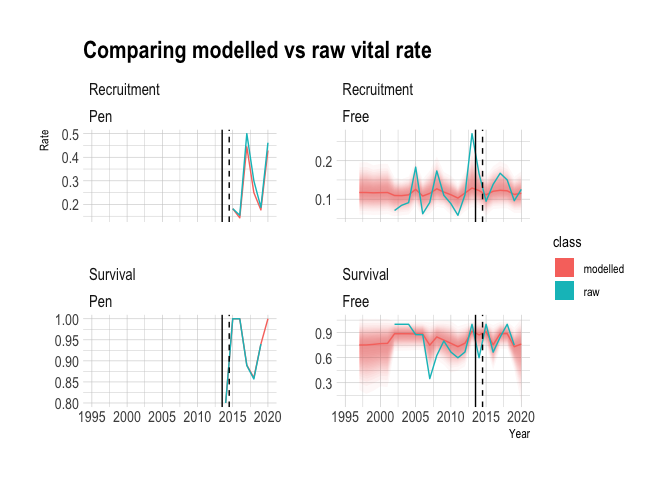 Comparing modelled vs raw vital rate
Recruitment
Pen
Recruitment
Free
Rate
0.5
0.4
0.3
0.2
0.2
0.1
Survival
Pen
Survival
Free
1.00
0.95
0.90
0.85
0.80
0.9
0.6
0.3
1995 2000 2005 2010 2015 2020
1995 2000 2005 2010 2015 2020
Year
class
modelled
raw